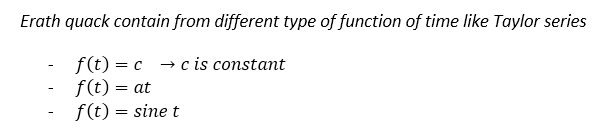 Erath quack contain from different type of function of time like Taylor series
- f(t) = c → c is constant
- f(t) = at
- f(t) = sine t